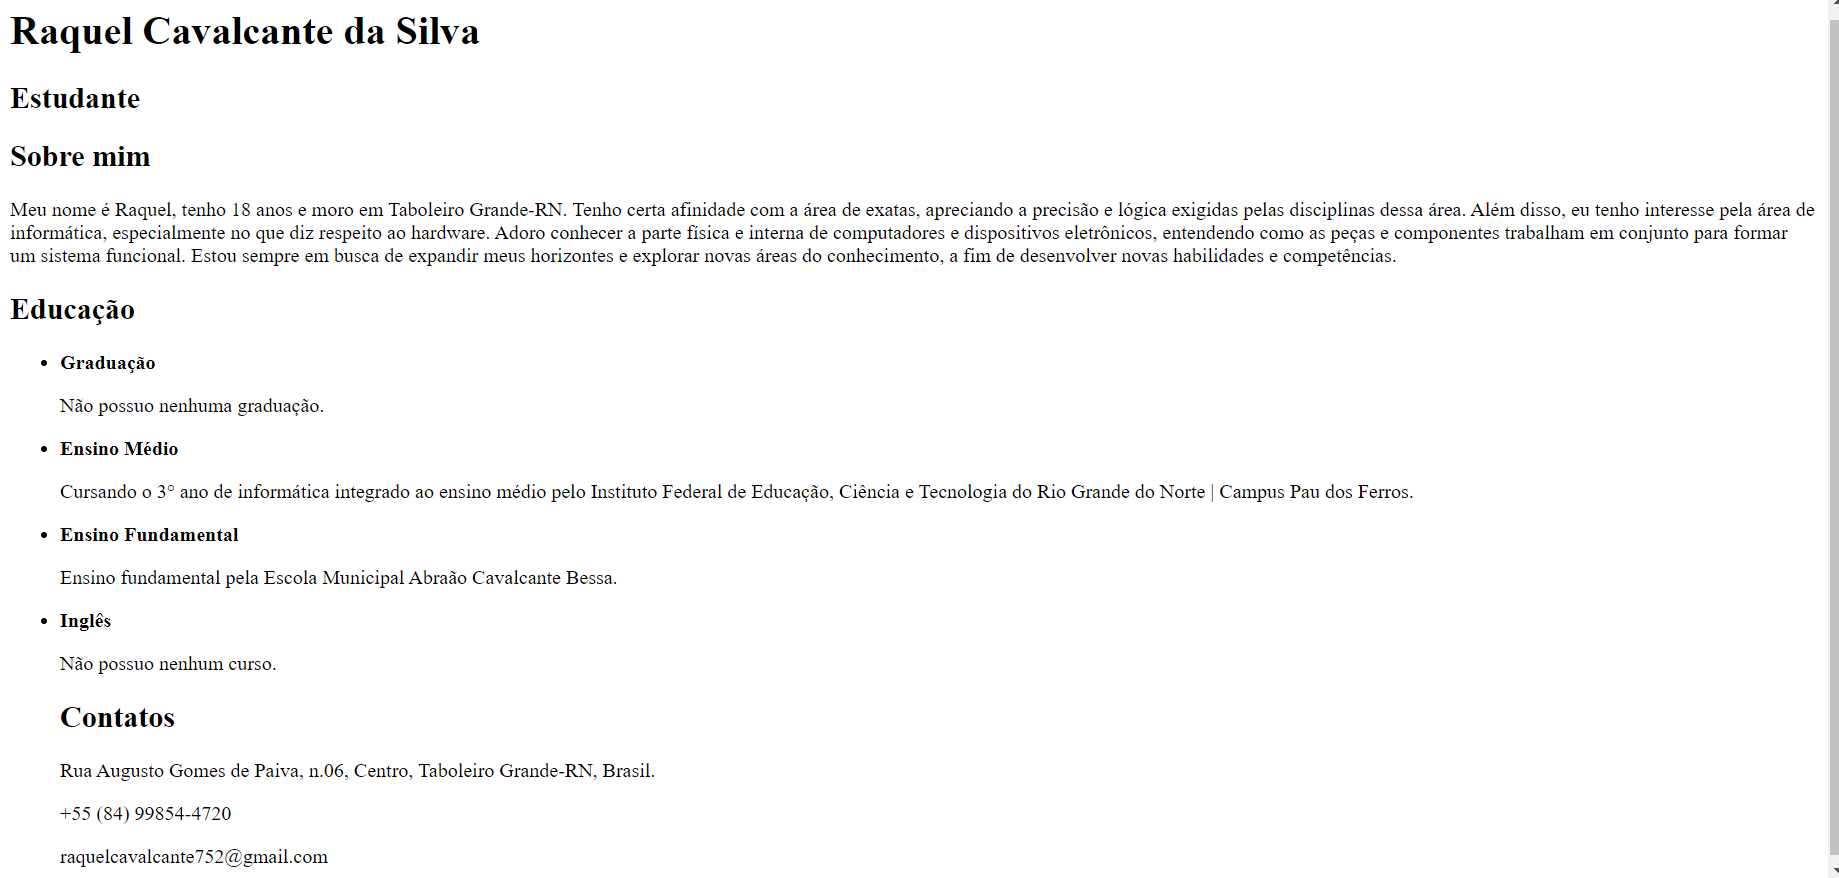 Raquel Cavalcante da Silva
Estudante
Sobre mim
Meu nome é Raquel, tenho 18 anos e moro em Taboleiro Grande-RN. Tenho certa afinidade com a área de exatas, apreciando a precisão e lógica exigidas pelas disciplinas dessa área. Além disso, eu tenho interesse pela área de
informática, especialmente no que diz respeito ao hardware. Adoro conhecer a parte física e interna de computadores e dispositivos eletrônicos, entendendo como as peças e componentes trabalham em conjunto para formar
um sistema funcional. Estou sempre em busca de expandir meus horizontes e explorar novas áreas do conhecimento, a fim de desenvolver novas habilidades e competências.
Educação
• Graduação
Não possuo nenhuma graduação.
• Ensino Médio
Cursando o 3° ano de informática integrado ao ensino médio pelo Instituto Federal de Educação, Ciência e Tecnologia do Rio Grande do Norte | Campus Pau dos Ferros.
• Ensino Fundamental
Ensino fundamental pela Escola Municipal Abraão Cavalcante Bessa.
• Inglês
Não possuo nenhum curso.
Contatos
Rua Augusto Gomes de Paiva, n.06, Centro, Taboleiro Grande-RN, Brasil.
+55 (84) 99854-4720
raquelcavalcante752@gmail.com